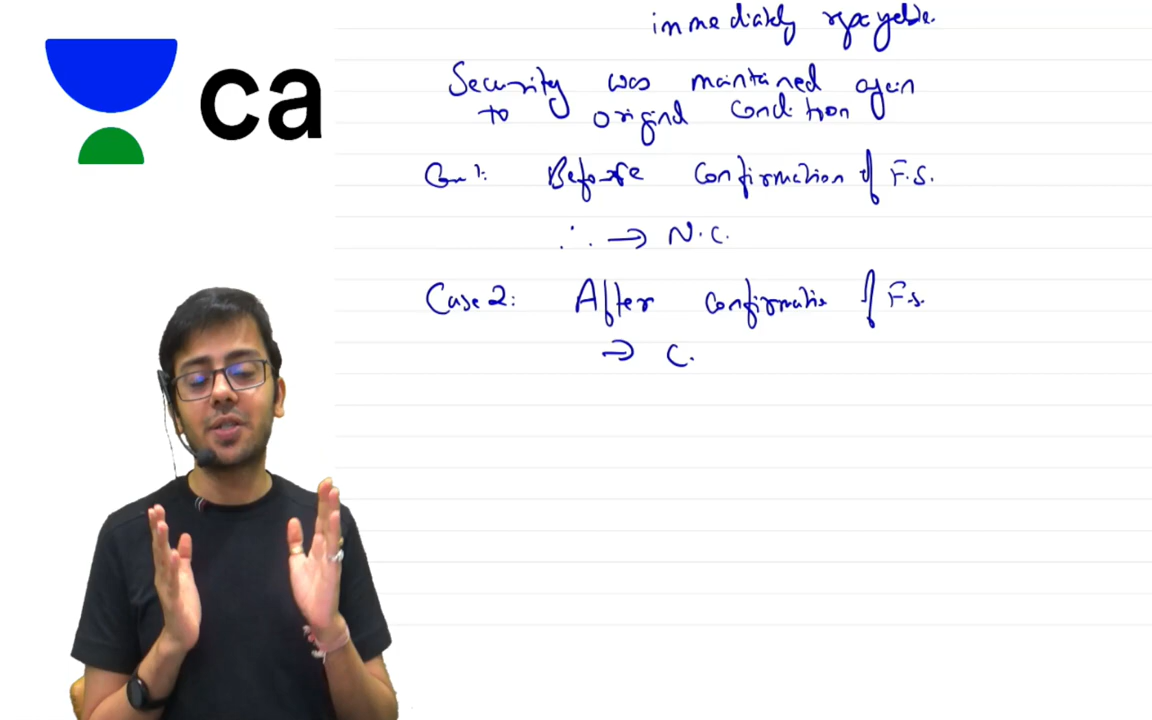 immediately repayable.
ca
Security was maintained again
to original condition
Case 1: Before confirmation of F.S.
∴ → N.C.
Case 2: After confirmation of F.S.
⇒ C.